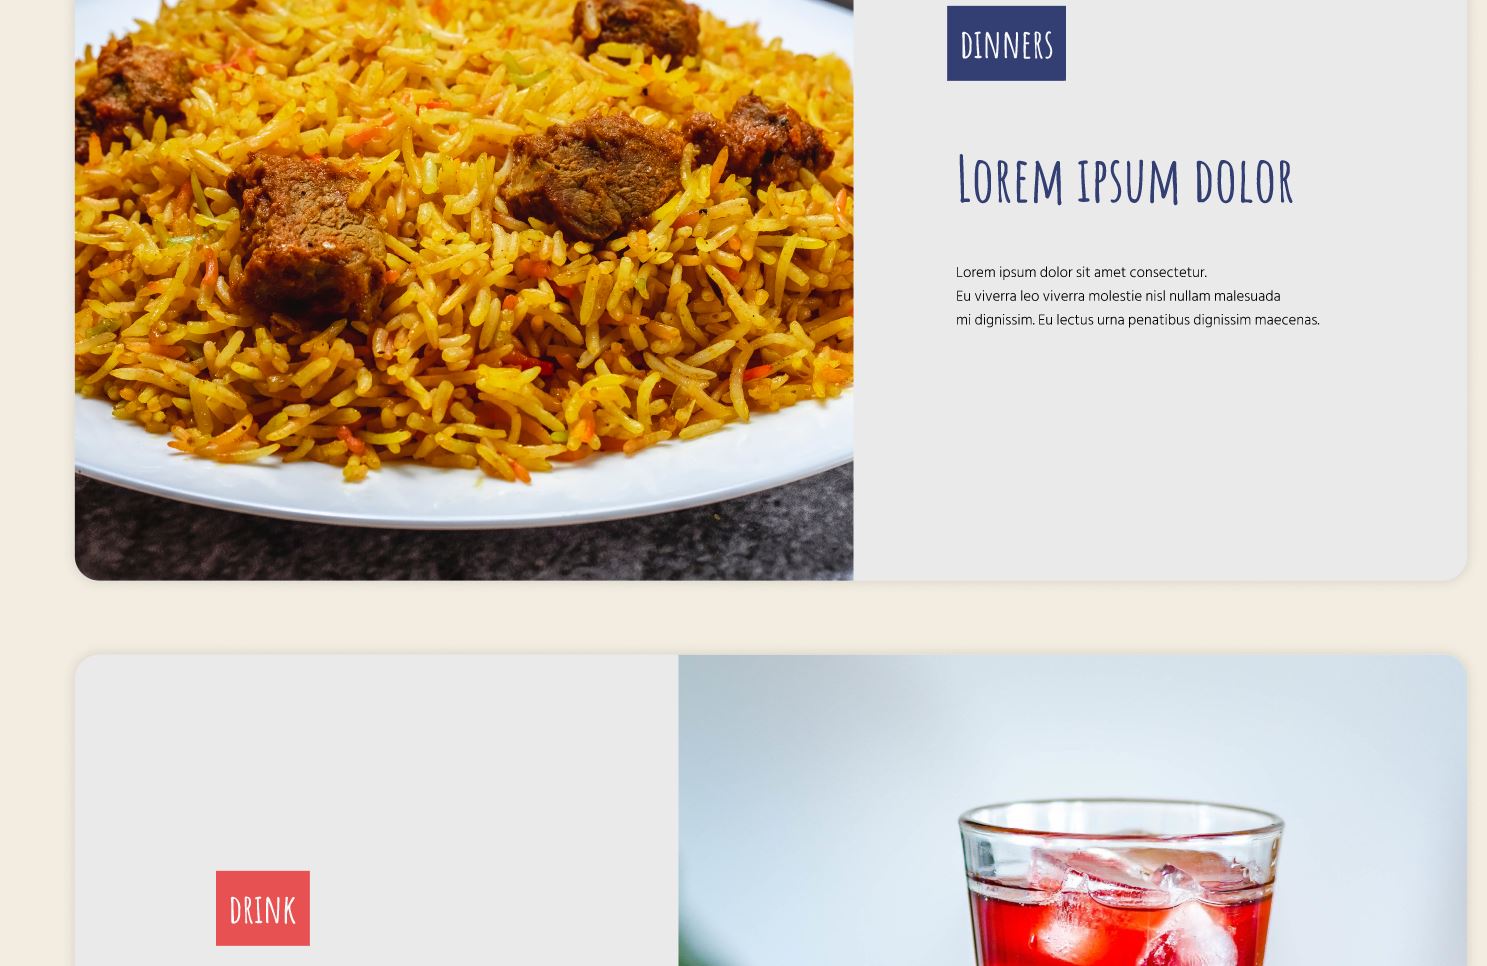 DINNERS
Lorem ipsum dolor
Lorem ipsum dolor sit amet consectetur.
Eu viverra leo viverra molestie nisl nullam malesuada
mi dignissim. Eu lectus urna penatibus dignissim maecenas.
DRINK